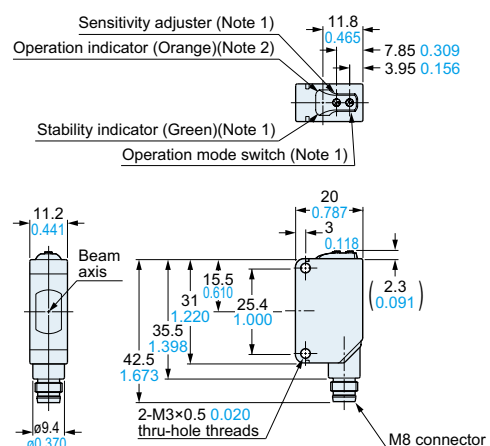 Sensitivity adjuster (Note 1)
11.8
0.465
Operation indicator (Orange)(Note 2)
7.85 0.309
3.95 0.156
Stability indicator (Green)(Note 1)
Operation mode switch (Note 1)
20
0.787
11.2
0.441
3
0.118
Beam
axis
15.5
0.610
2.3
0.091
31
1.220
25.4
1.000
35.5
1.398
42.5
1.673
ø9.4
ø0.370
2-M3×0.5 0.020
thru-hole threads
M8 connector